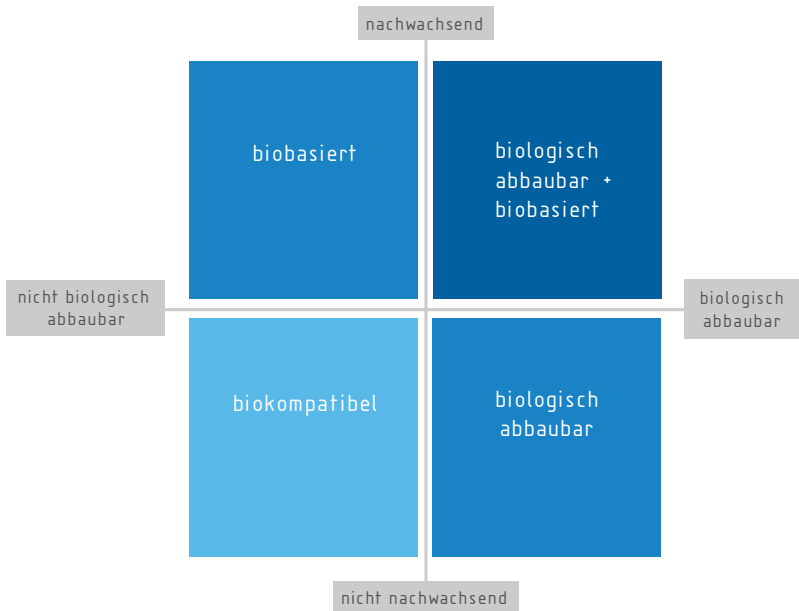 nachwachsend
biobasiert
biologisch
abbaubar +
biobasiert
nicht biologisch
abbaubar
biologisch
abbaubar
biokompatibel
biologisch
abbaubar
nicht nachwachsend